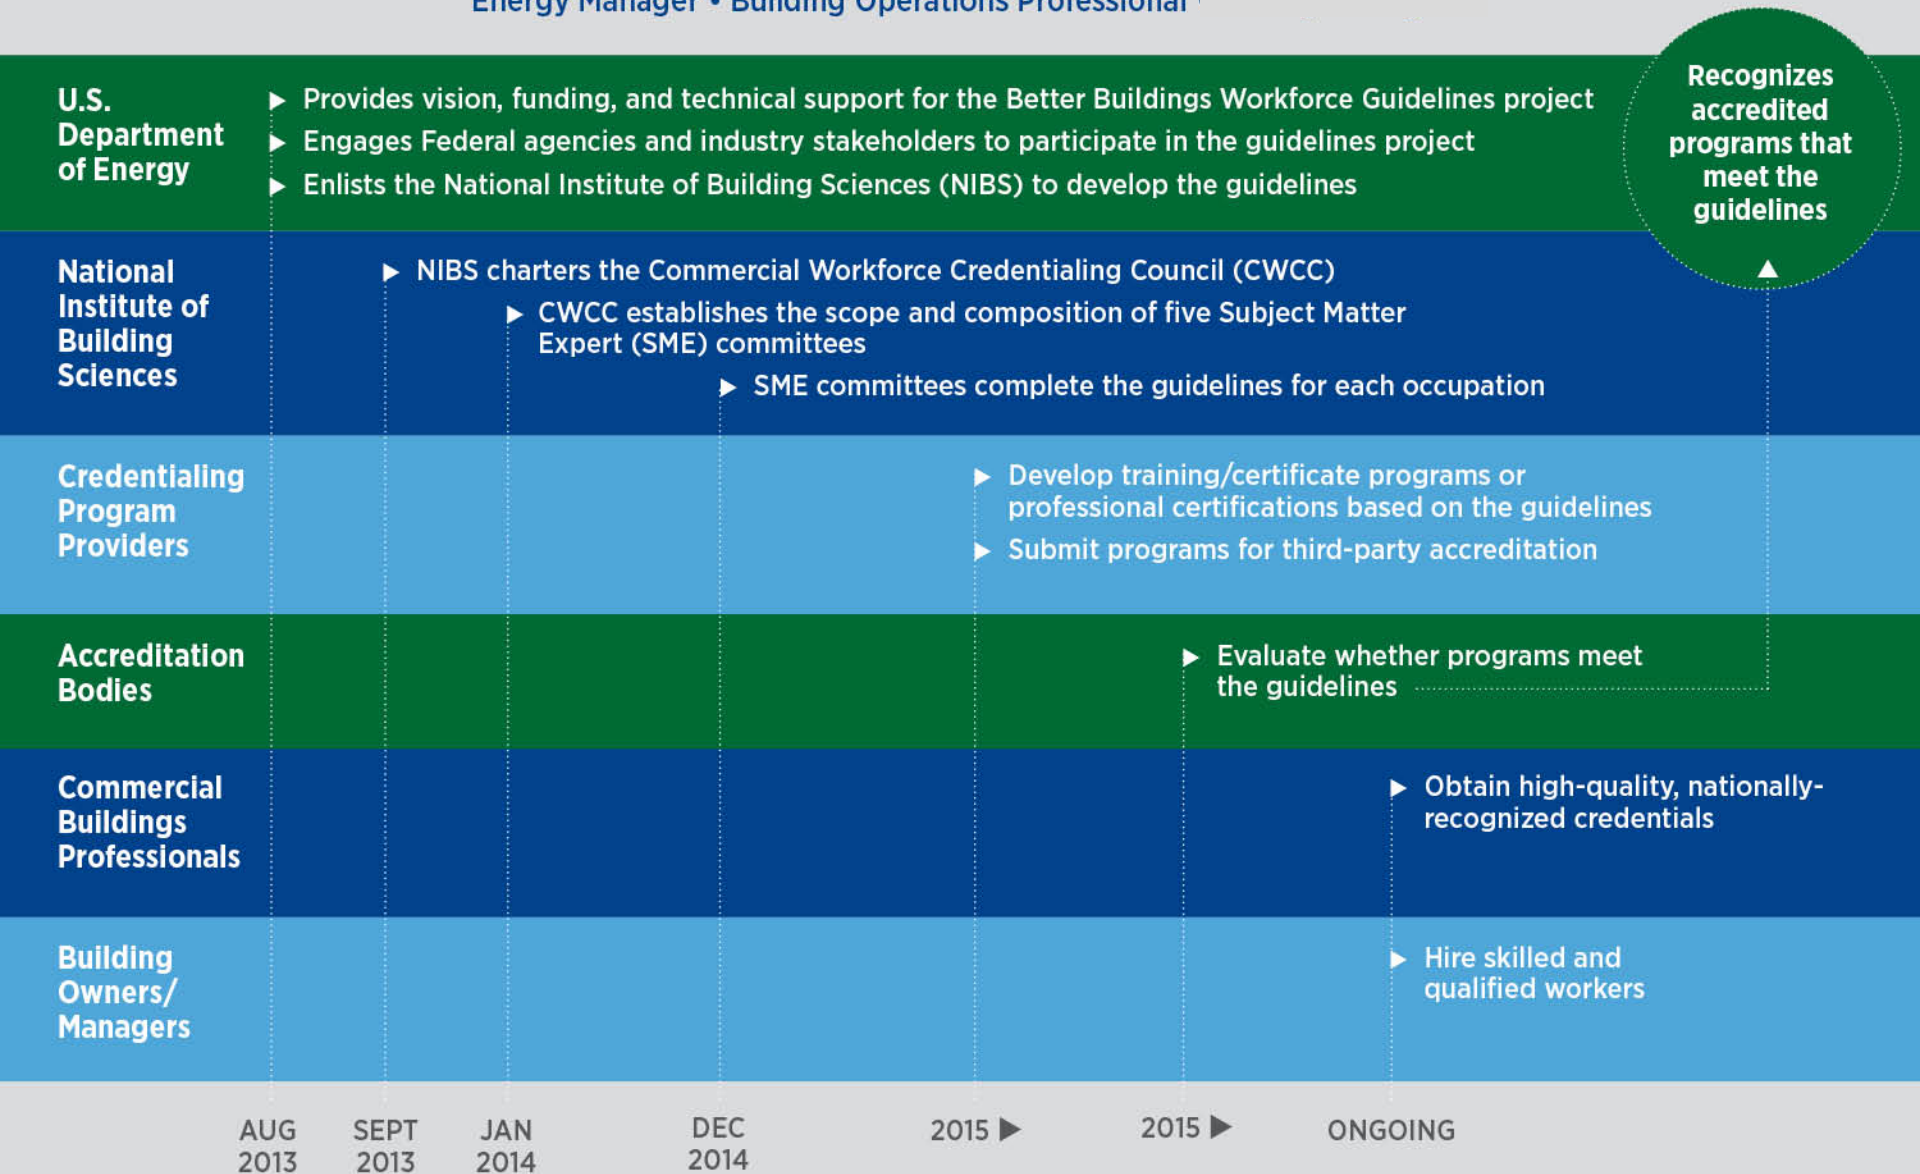 Energy Manager • Building Operations Professional
U.S.
Department
of Energy
▶ Provides vision, funding, and technical support for the Better Buildings Workforce Guidelines project
▶ Engages Federal agencies and industry stakeholders to participate in the guidelines project
▶ Enlists the National Institute of Building Sciences (NIBS) to develop the guidelines
Recognizes
accredited
programs that
meet the
guidelines
National
Institute of
Building
Sciences
▶ NIBS charters the Commercial Workforce Credentialing Council (CWCC)
▶ CWCC establishes the scope and composition of five Subject Matter
Expert (SME) committees
▶ SME committees complete the guidelines for each occupation
Credentialing
Program
Providers
▶ Develop training/certificate programs or
professional certifications based on the guidelines
▶ Submit programs for third-party accreditation
Accreditation
Bodies
▶ Evaluate whether programs meet
the guidelines
Commercial
Buildings
Professionals
▶ Obtain high-quality, nationally-
recognized credentials
Building
Owners/
Managers
▶ Hire skilled and
qualified workers
AUG
2013
SEPT
2013
JAN
2014
DEC
2014
2015 ▶
2015 ▶
ONGOING